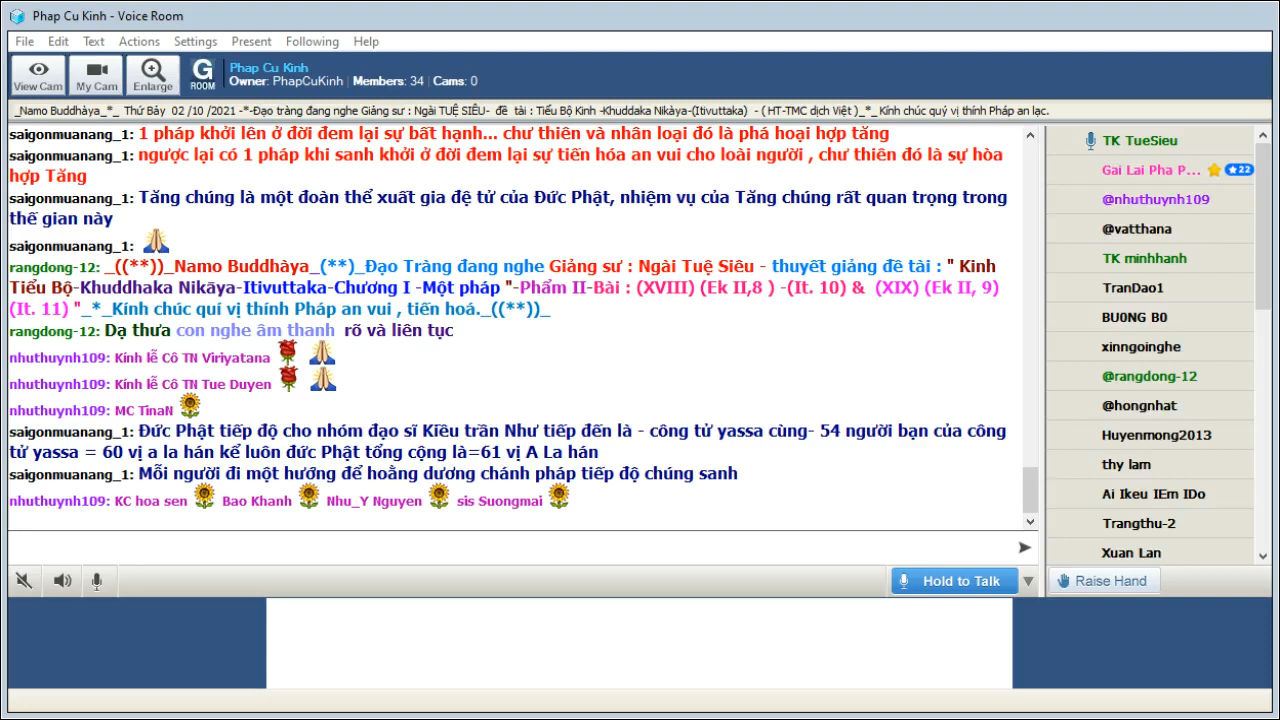 Phap Cu Kinh - Voice Room
File Edit Text Actions Settings Present Following Help
View Cam My Cam Enlarge G ROOM
Phap Cu Kinh
Owner: PhapCuKinh Members: 34 Cams: 0
_Namo Buddhàya_*_ Thứ Bảy 02 /10 /2021 -*-Đạo tràng đang nghe Giảng sư : Ngài TUỆ SIÊU- đề tài : Tiểu Bộ Kinh -Khuddaka Nikàya-(Itivuttaka) - ( HT-TMC dịch Việt )_*_ Kính chúc quý vị thính Pháp an lạc.
saigonmuanang_1: 1 pháp khởi lên ở đời đem lại sự bất hạnh... chư thiên và nhân loại đó là phá hoại hợp tăng
saigonmuanang_1: ngược lại có 1 pháp khi sanh khởi ở đời đem lại sự tiến hóa an vui cho loài người , chư thiên đó là sự hòa
hợp Tăng
saigonmuanang_1: Tăng chúng là một đoàn thể xuất gia đệ tử của Đức Phật, nhiệm vụ của Tăng chúng rất quan trọng trong
thế gian này
saigonmuanang_1:
rangdong-12: _((**))_Namo Buddhàya_(**)_Đạo Tràng đang nghe Giảng sư : Ngài Tuệ Siêu - thuyết giảng đề tài : " Kinh
Tiểu Bộ-Khuddhaka Nikãya-Itivuttaka-Chương I -Một pháp "-Phẩm II-Bài : (XVIII) (Ek II,8 ) -(It. 10) & (XIX) (Ek II, 9)
(It. 11) "_*_Kính chúc quí vị thính Pháp an vui , tiến hoá._((**))_
rangdong-12: Dạ thưa con nghe âm thanh rõ và liên tục
nhuthuynh109: Kính lễ Cô TN Viriyatana
nhuthuynh109: Kính lễ Cô TN Tue Duyen
nhuthuynh109: MC TinaN
saigonmuanang_1: Đức Phật tiếp độ cho nhóm đạo sĩ Kiều trần Như tiếp đến là - công tử yassa cùng- 54 người bạn của công
tử yassa = 60 vị a la hán kể luôn đức Phật tổng cộng là=61 vị A La hán
saigonmuanang_1: Mỗi người đi một hướng để hoằng dương chánh pháp tiếp độ chúng sanh
nhuthuynh109: KC hoa sen Bao Khanh Nhu_Y Nguyen sis Suongmai
TK TueSieu
Gai Lai Pha P... 22
@nhuthuynh109
@vatthana
TK minhhanh
TranDao1
BU0NG B0
xinngoinghe
@rangdong-12
@hongnhat
Huyenmong2013
thy lam
Ai Ikeu IEm IDo
Trangthu-2
Xuan Lan
Hold to Talk
Raise Hand